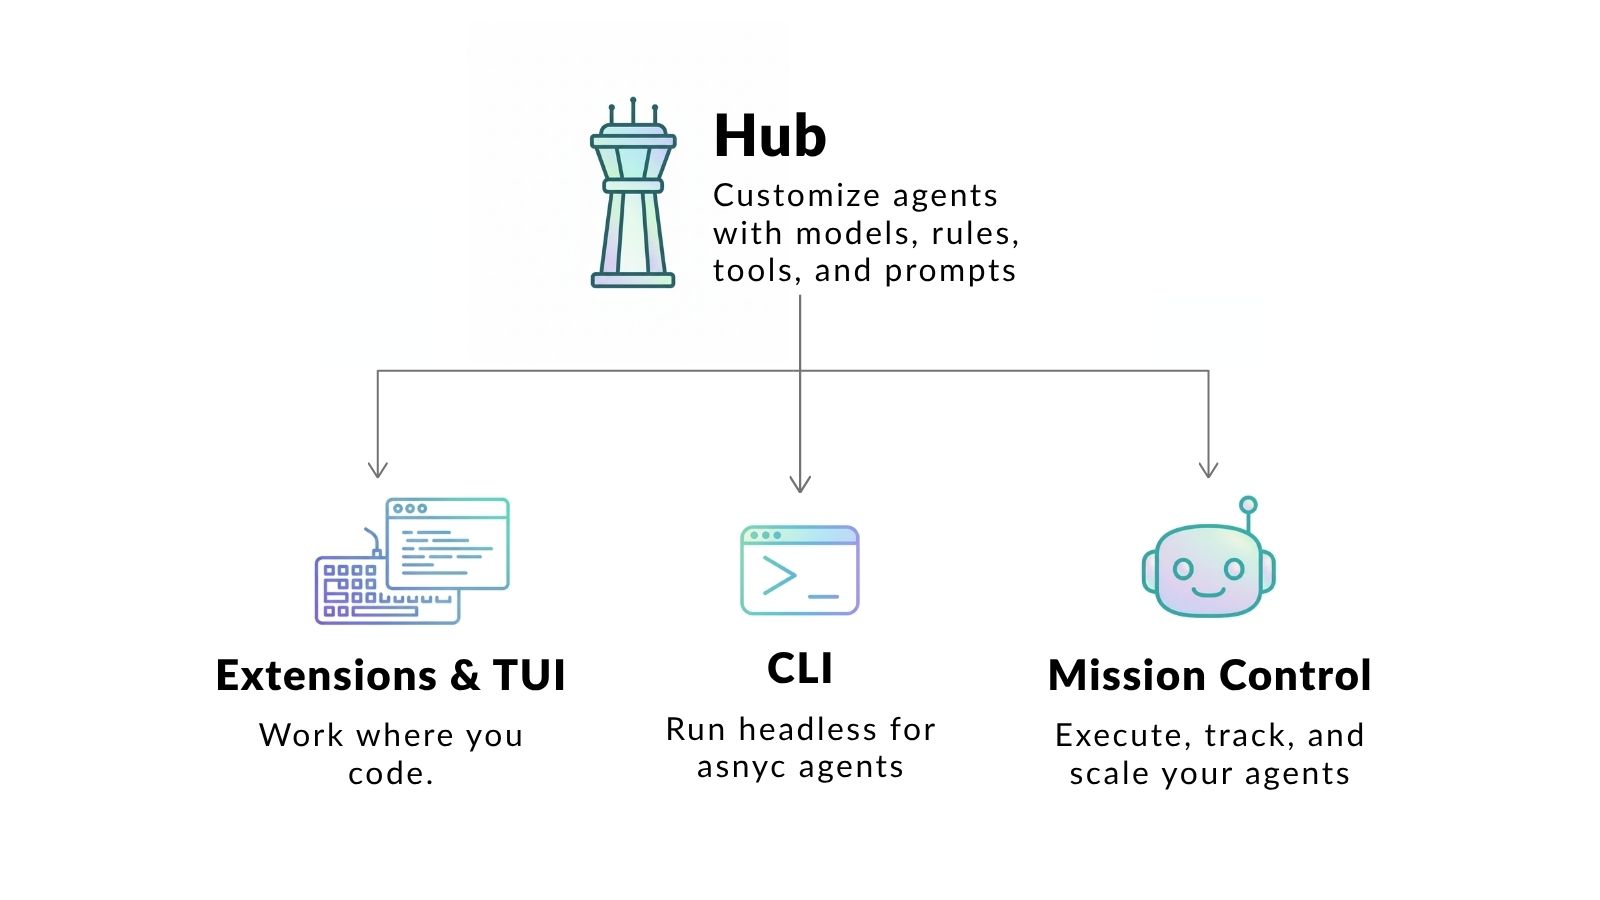 Hub
Customize agents
with models, rules,
tools, and prompts
Extensions & TUI
Work where you
code.
CLI
Run headless for
asnyc agents
Mission Control
Execute, track, and
scale your agents